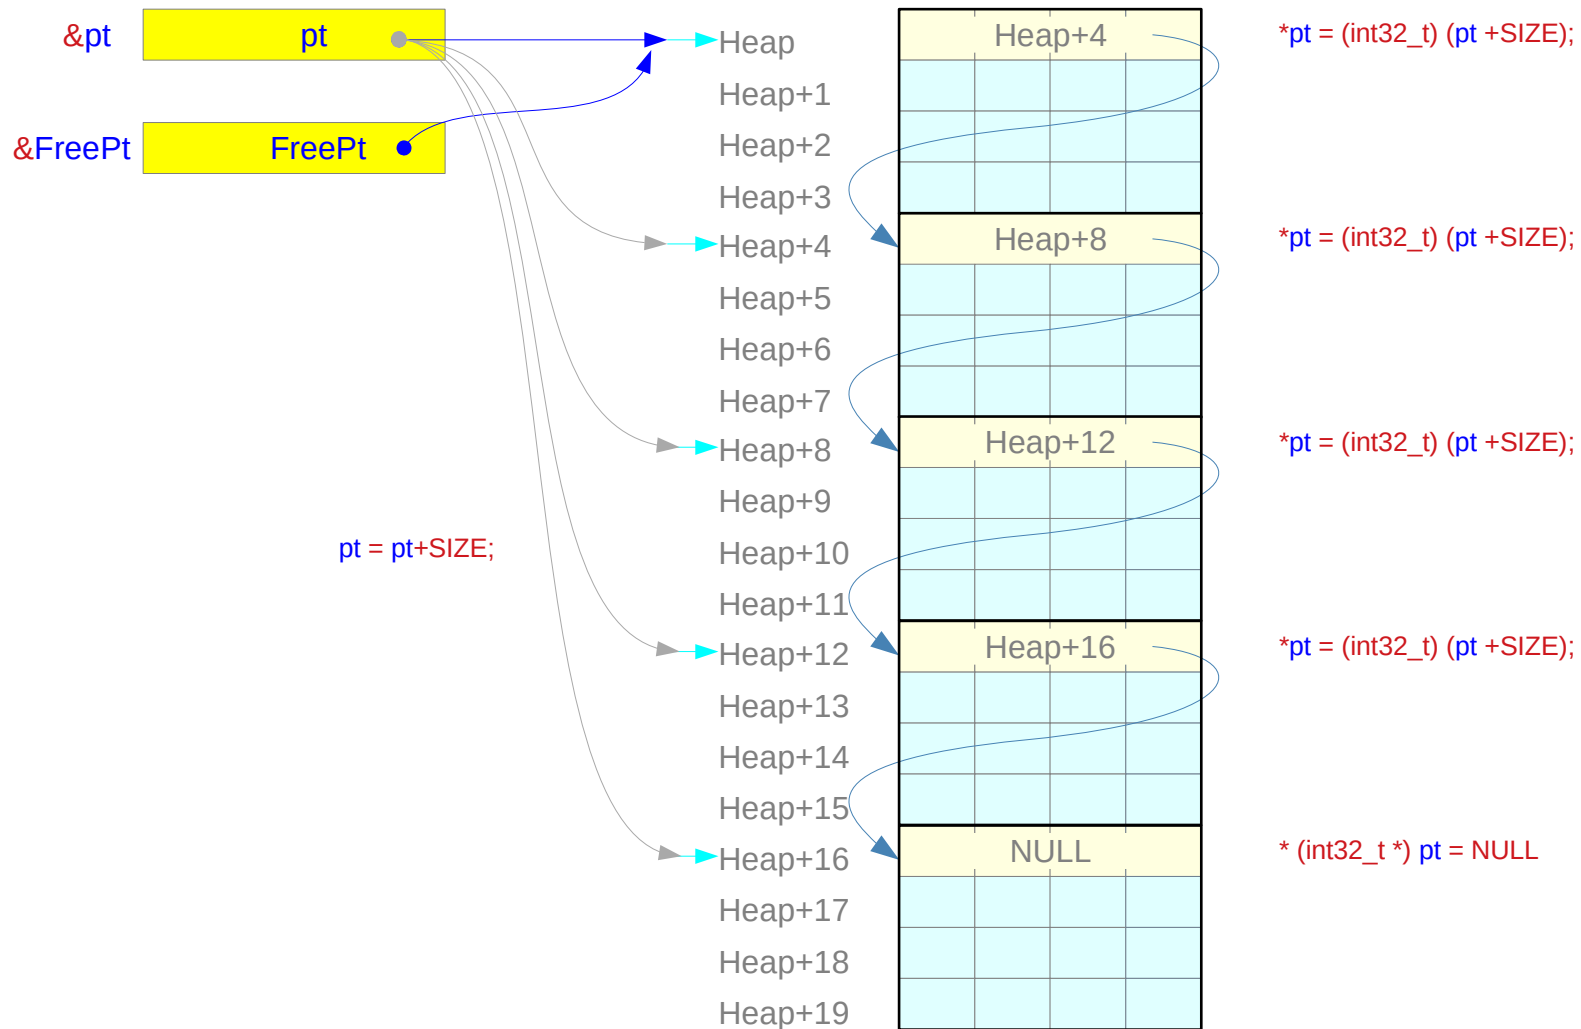 &pt pt
&FreePt FreePt
pt = pt+SIZE;
Heap
Heap+1
Heap+2
Heap+3
Heap+4
Heap+5
Heap+6
Heap+7
Heap+8
Heap+9
Heap+10
Heap+11
Heap+12
Heap+13
Heap+14
Heap+15
Heap+16
Heap+17
Heap+18
Heap+19
Heap+4
Heap+8
Heap+12
Heap+16
NULL
*pt = (int32_t) (pt +SIZE);
*pt = (int32_t) (pt +SIZE);
*pt = (int32_t) (pt +SIZE);
*pt = (int32_t) (pt +SIZE);
* (int32_t *) pt = NULL